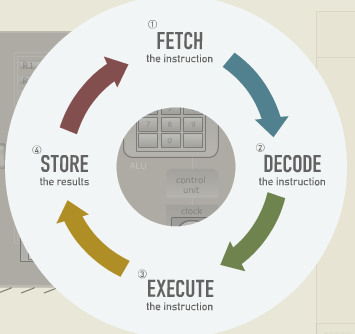 ①
FETCH
the instruction
②
DECODE
the instruction
③
EXECUTE
the instruction
④
STORE
the results
R1
7 8 9
0
ALU
control
unit
clock